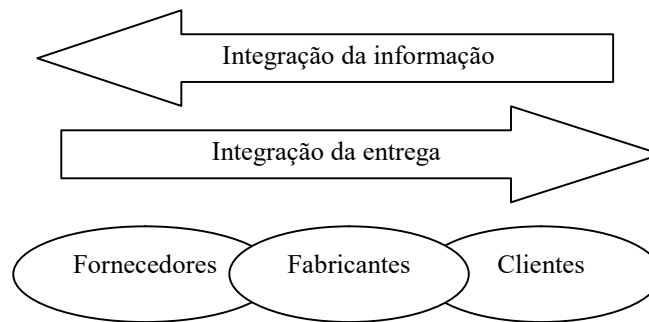 Integração da informação
Integração da entrega
Fornecedores Fabricantes Clientes